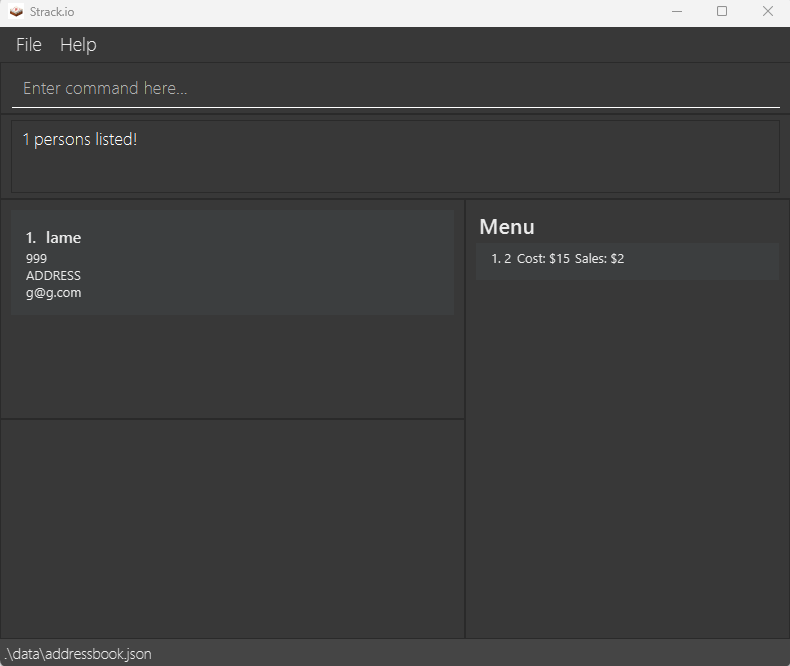 Strack.io
File Help
Enter command here...
1 persons listed!
1. lame
999
ADDRESS
g@g.com
Menu
1. 2 Cost: $15 Sales: $2
.\data\addressbook.json